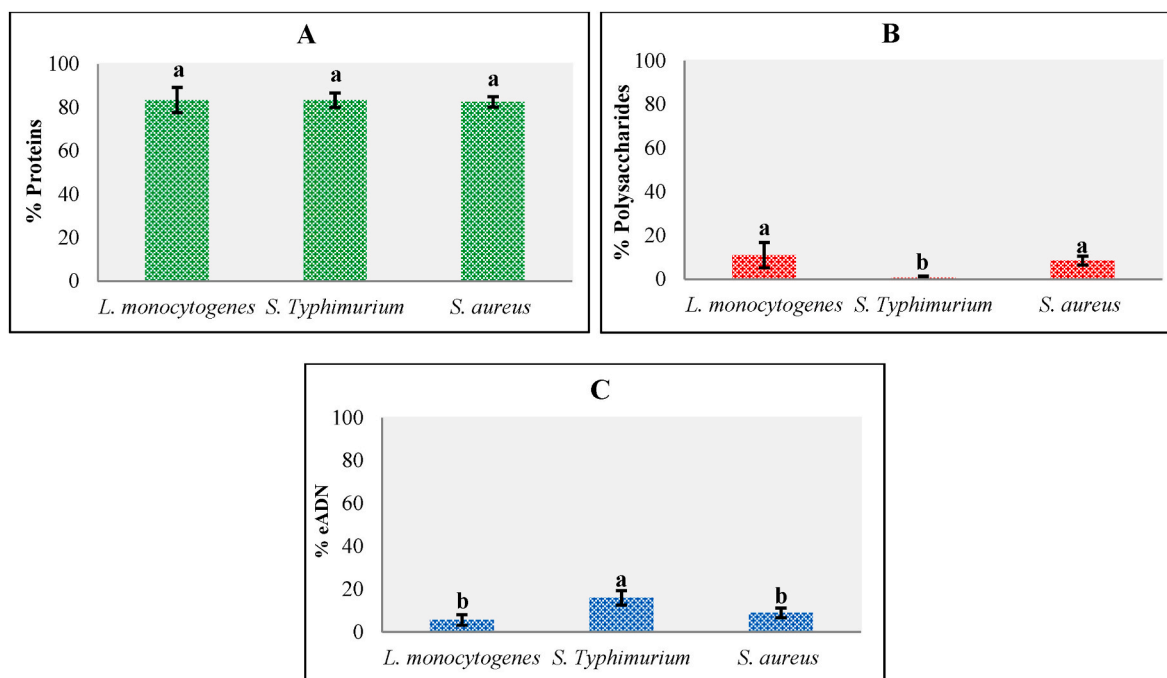 A
100
80
60
40
20
0
% Proteins
a
a
a
L. monocytogenes S. Typhimurium S. aureus
B
100
80
60
40
20
0
% Polysaccharides
a
b
a
L. monocytogenes S. Typhimurium S. aureus
C
100
80
60
40
20
0
% eADN
b
a
b
L. monocytogenes S. Typhimurium S. aureus